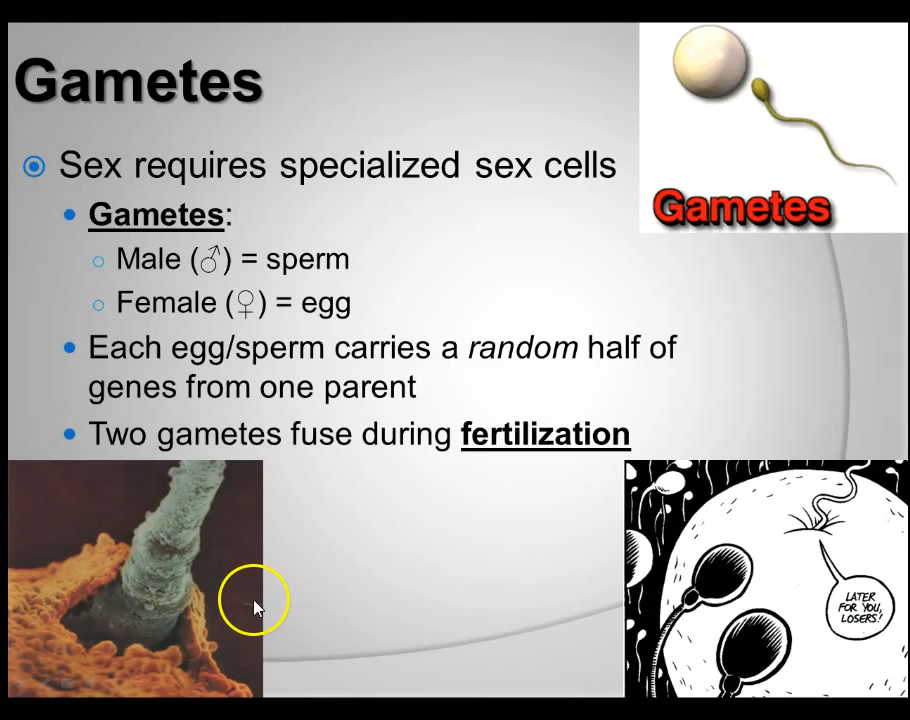 Gametes
Sex requires specialized sex cells
Gametes:
Male (♂) = sperm
Female (♀) = egg
Each egg/sperm carries a random half of
genes from one parent
Two gametes fuse during fertilization
Gametes
LATER
FOR YOU,
LOSERS!